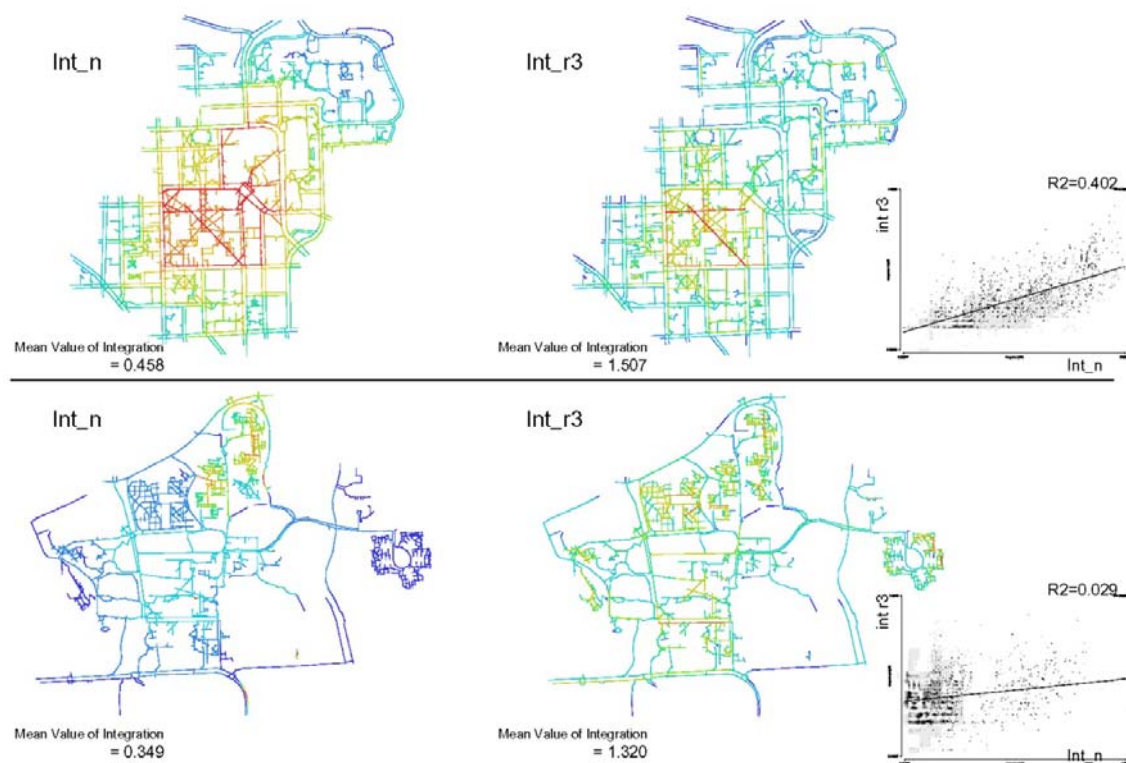 Int_n
Int_r3
R2=0.402
int r3
Int_n
Mean Value of Integration
= 0.458
Mean Value of Integration
= 1.507
Int_n
Int_r3
R2=0.029
int r3
Int_n
Mean Value of Integration
= 0.349
Mean Value of Integration
= 1.320